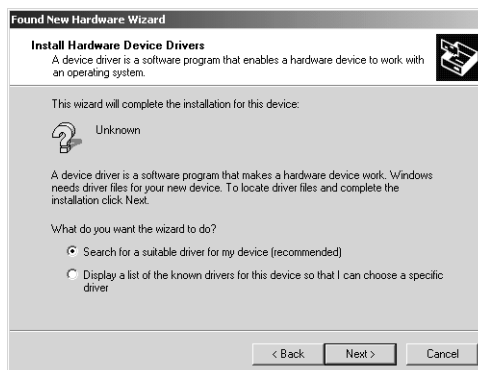 Found New Hardware Wizard
Install Hardware Device Drivers
A device driver is a software program that enables a hardware device to work with
an operating system.
This wizard will complete the installation for this device:
Unknown
A device driver is a software program that makes a hardware device work. Windows
needs driver files for your new device. To locate driver files and complete the
installation click Next.
What do you want the wizard to do?
Search for a suitable driver for my device (recommended)
Display a list of the known drivers for this device so that I can choose a specific
driver
< Back
Next >
Cancel